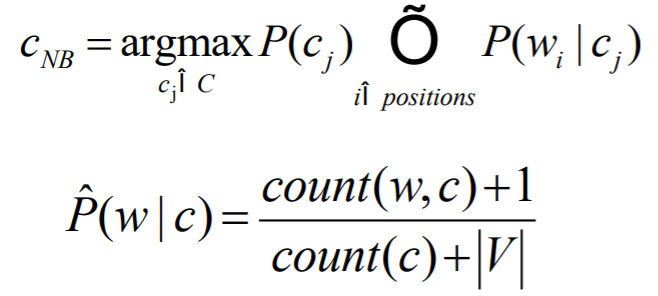 c_NB = argmax P(c_j) Õ P(w_i | c_j)
c_jÎ C iÎ positions
P̂(w | c) = count(w, c) + 1
count(c) + |V|